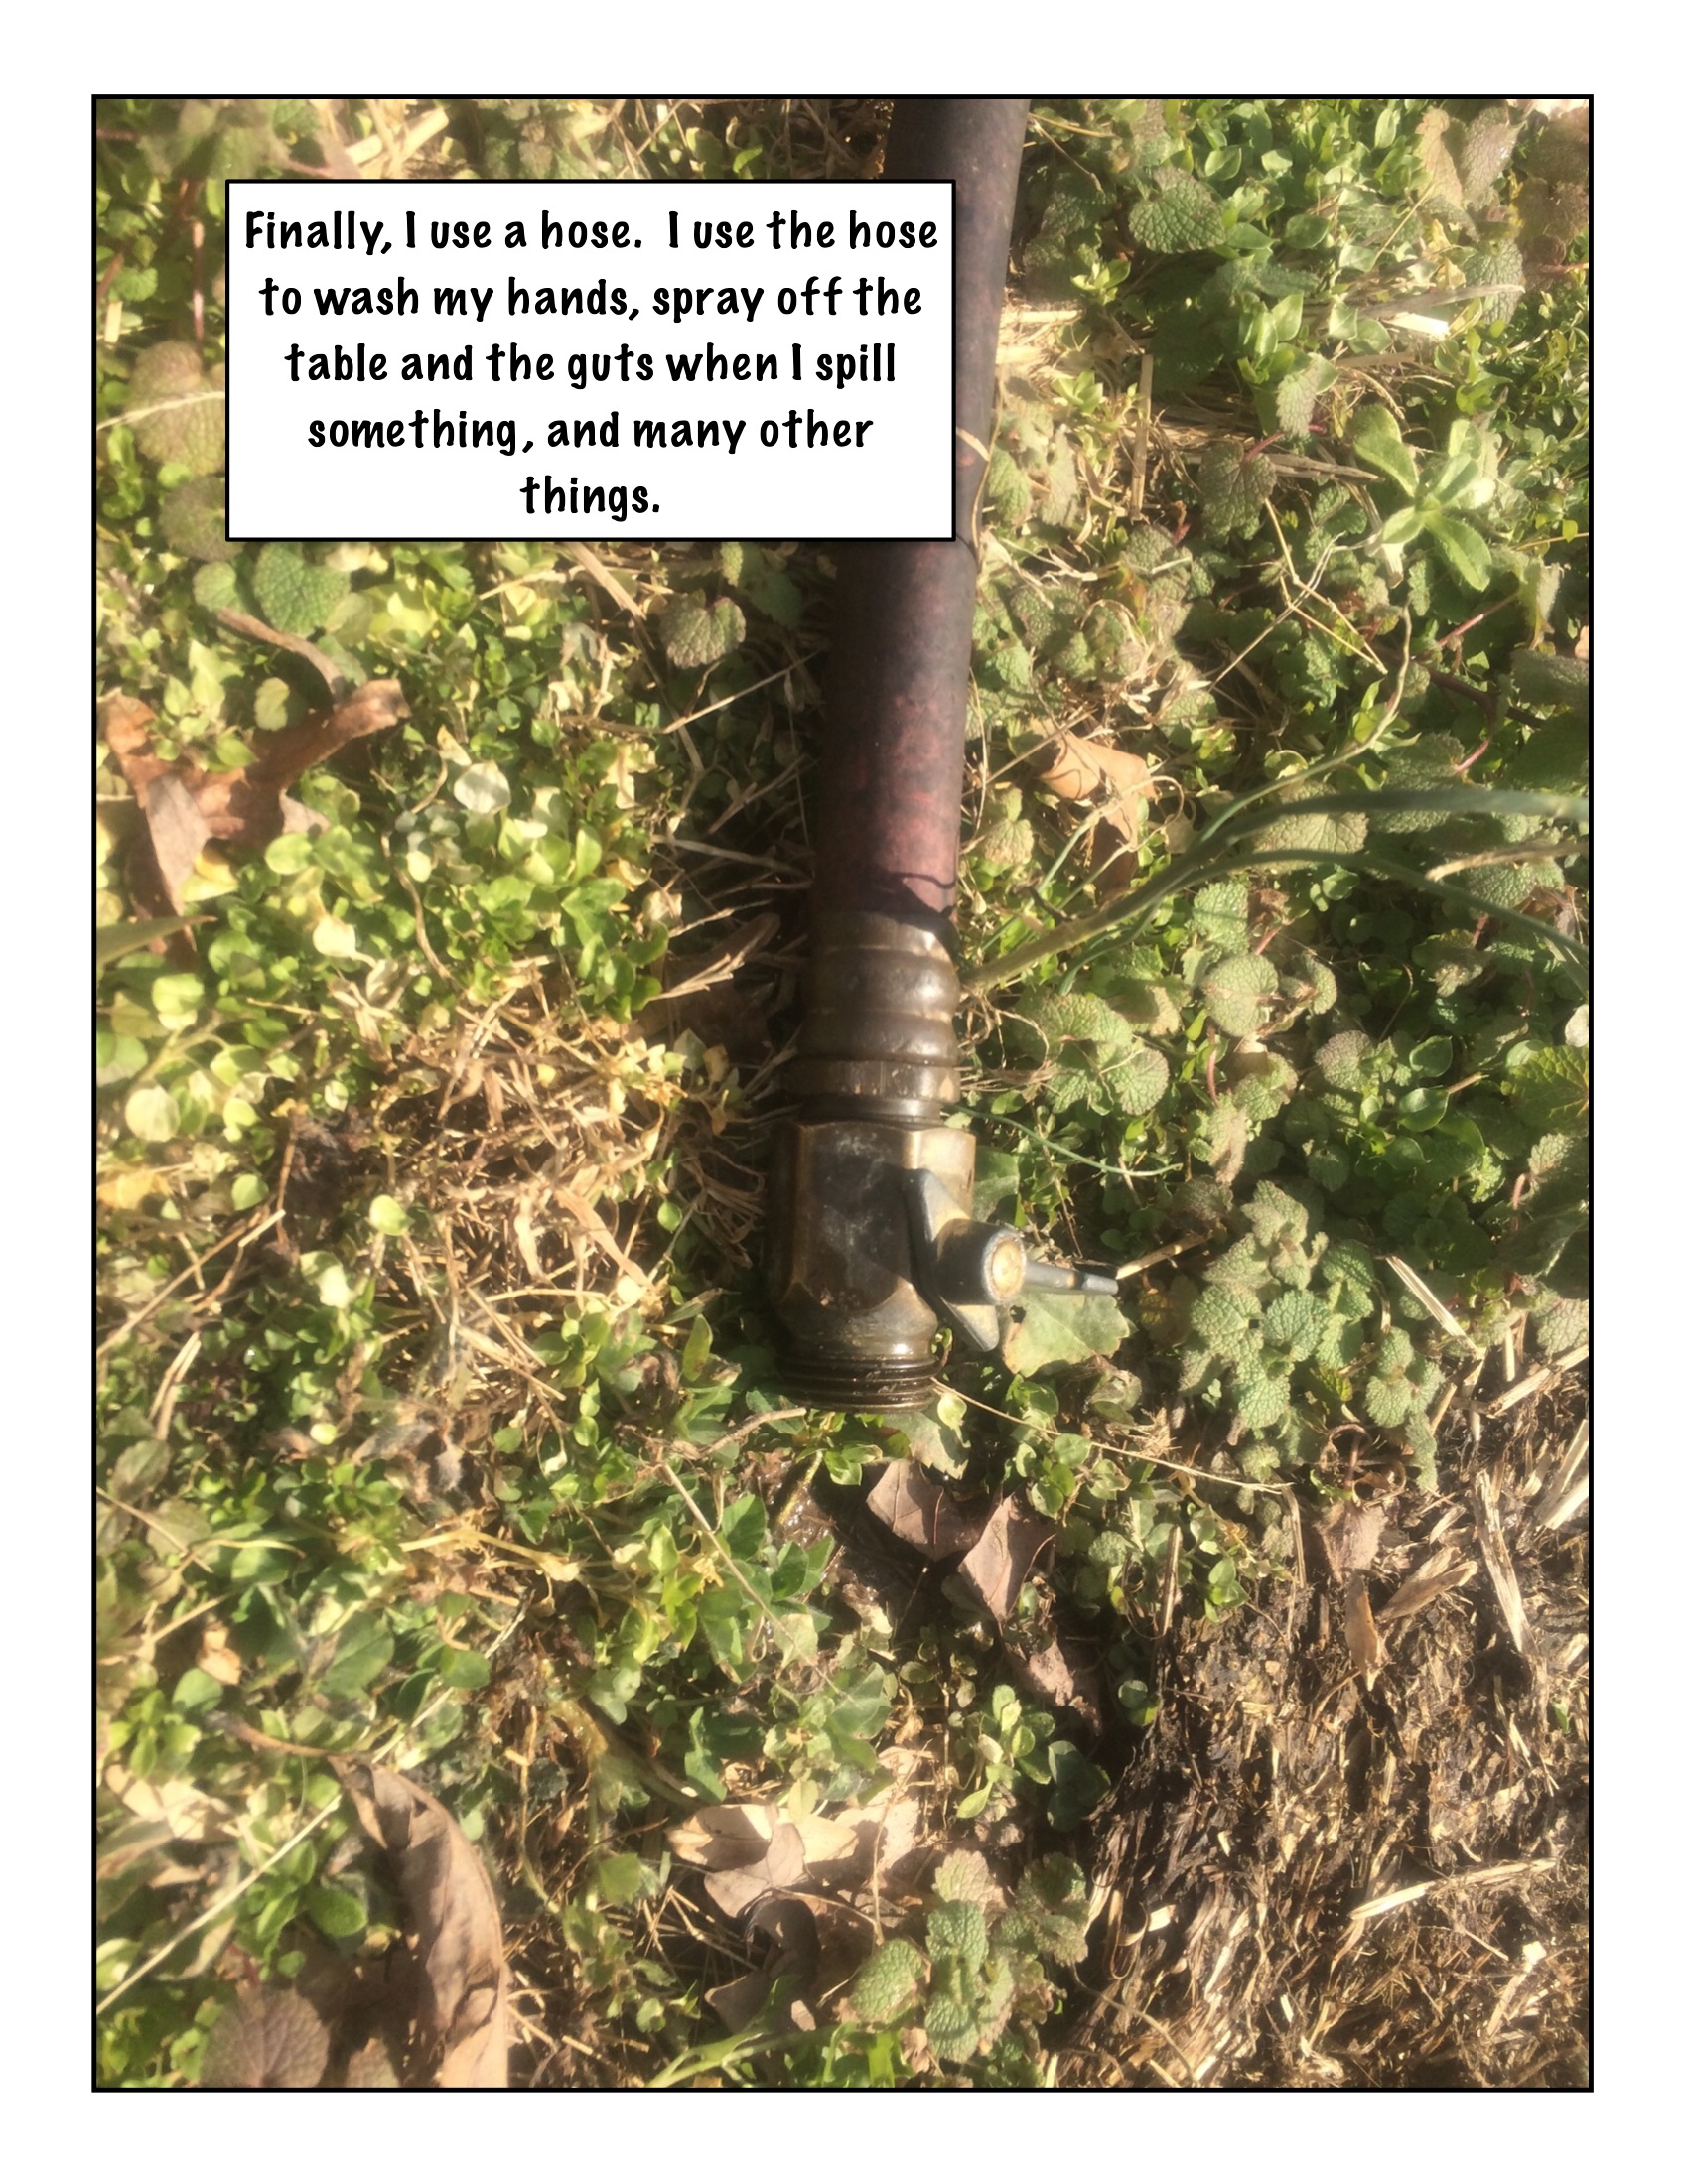 Finally, I use a hose.  I use the hose
to wash my hands, spray off the
table and the guts when I spill
something, and many other
things.